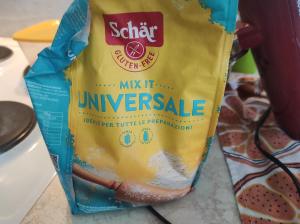 Schär
GLUTEN-FREE
MIX IT
UNIVERSALE
IDEALE PER TUTTE LE PREPARAZIONI